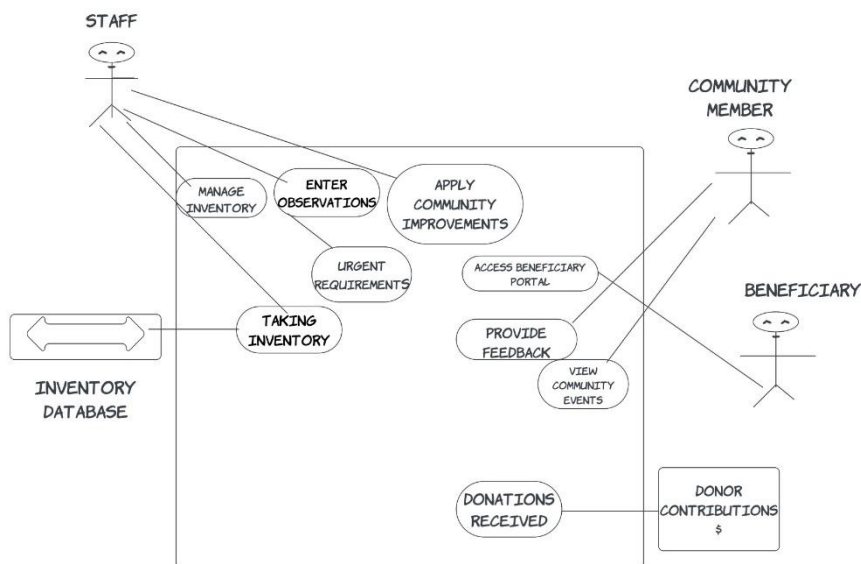 STAFF
COMMUNITY
MEMBER
MANAGE
INVENTORY
ENTER
OBSERVATIONS
APPLY
COMMUNITY
IMPROVEMENTS
URGENT
REQUIREMENTS
ACCESS BENEFICIARY
PORTAL
BENEFICIARY
TAKING
INVENTORY
PROVIDE
FEEDBACK
VIEW
COMMUNITY
EVENTS
INVENTORY
DATABASE
DONATIONS
RECEIVED
DONOR
CONTRIBUTIONS
$